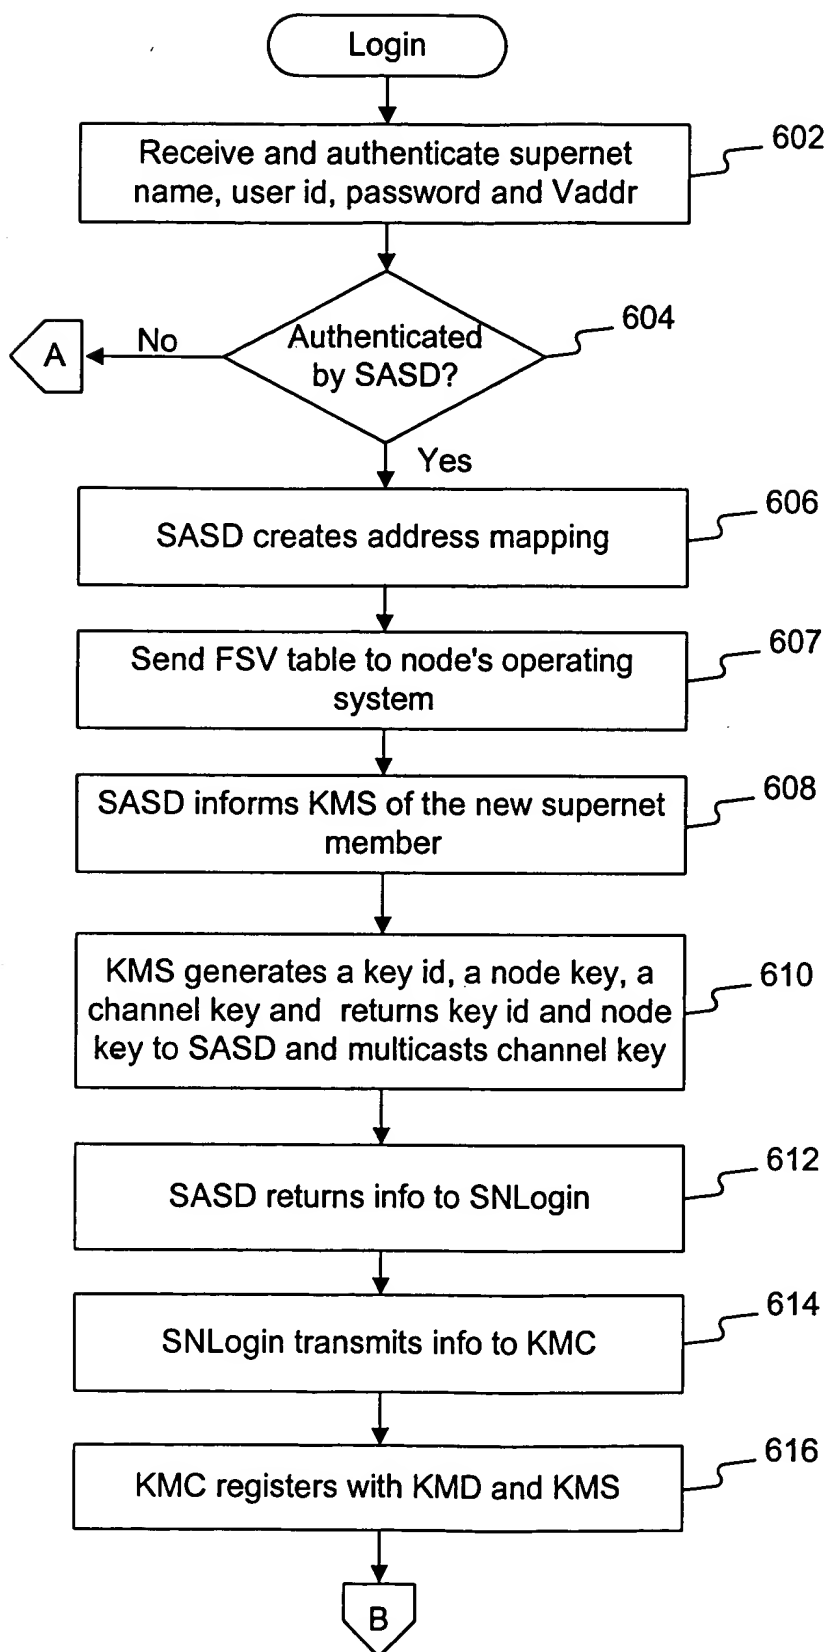 Login
Receive and authenticate supernet
name, user id, password and Vaddr
602
Authenticated
by SASD?
604
No
A
Yes
SASD creates address mapping
606
Send FSV table to node's operating
system
607
SASD informs KMS of the new supernet
member
608
KMS generates a key id, a node key, a
channel key and returns key id and node
key to SASD and multicasts channel key
610
SASD returns info to SNLogin
612
SNLogin transmits info to KMC
614
KMC registers with KMD and KMS
616
B